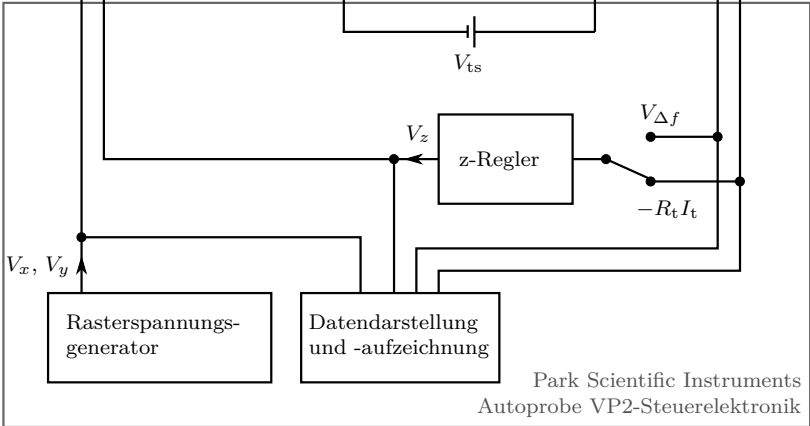 V_ts
V_Δf
V_z
z-Regler
−R_t I_t
V_x, V_y
Rasterspannungs-
generator
Datendarstellung
und -aufzeichnung
Park Scientific Instruments
Autoprobe VP2-Steuerelektronik